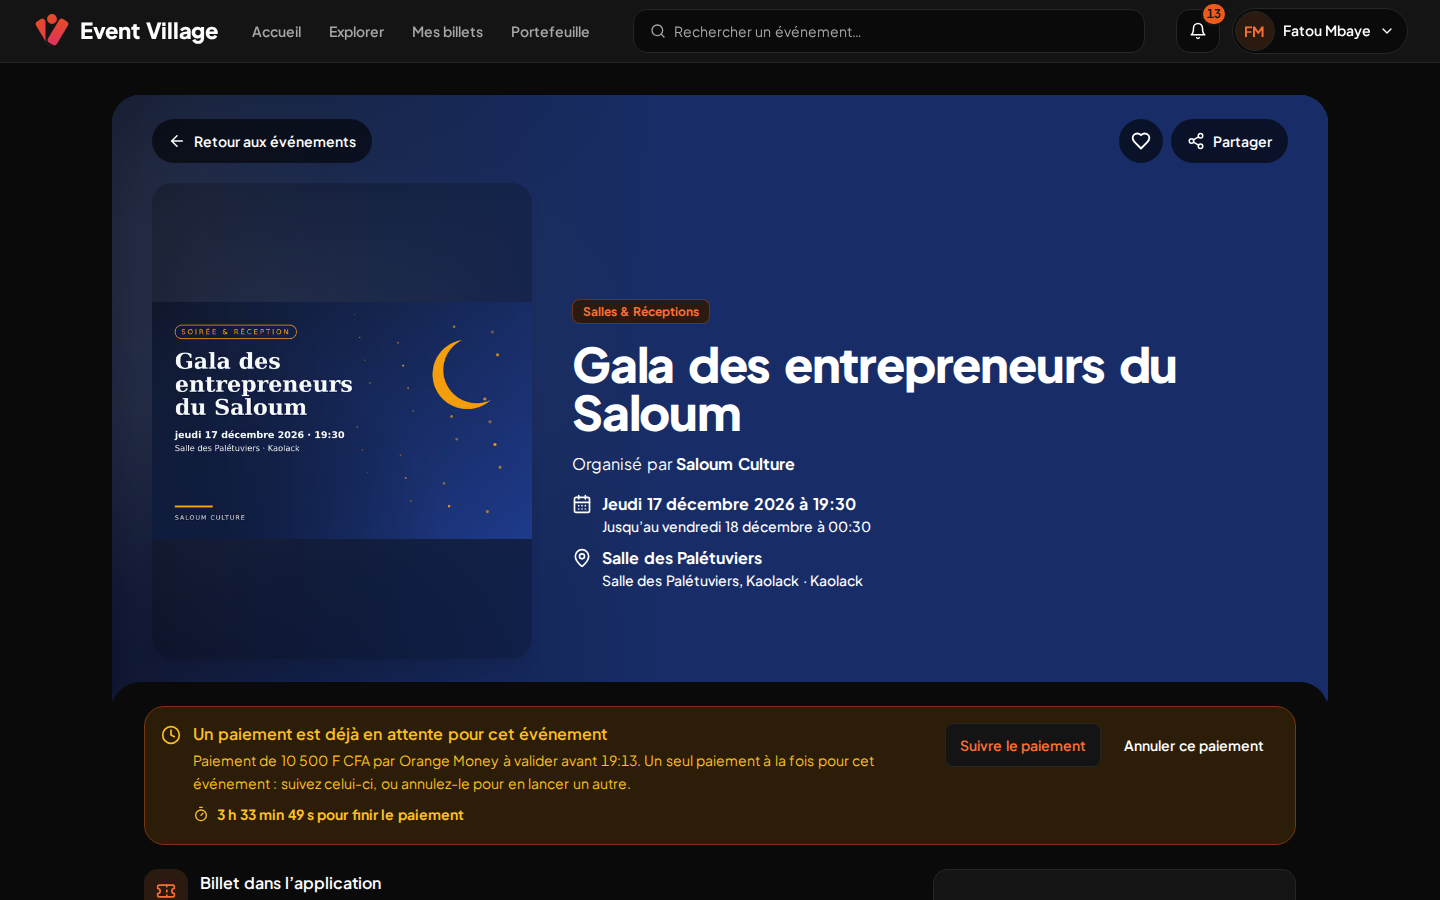 Event Village
Accueil
Explorer
Mes billets
Portefeuille
Rechercher un événement…
13
FM
Fatou Mbaye
Retour aux événements
Partager
SOIRÉE & RÉCEPTION
Gala des
entrepreneurs
du Saloum
jeudi 17 décembre 2026 · 19:30
Salle des Palétuviers · Kaolack
SALOUM CULTURE
Salles & Réceptions
Gala des entrepreneurs du
Saloum
Organisé par Saloum Culture
Jeudi 17 décembre 2026 à 19:30
Jusqu’au vendredi 18 décembre à 00:30
Salle des Palétuviers
Salle des Palétuviers, Kaolack · Kaolack
Un paiement est déjà en attente pour cet événement
Paiement de 10 500 F CFA par Orange Money à valider avant 19:13. Un seul paiement à la fois pour cet
événement : suivez celui-ci, ou annulez-le pour en lancer un autre.
3 h 33 min 49 s pour finir le paiement
Suivre le paiement
Annuler ce paiement
Billet dans l’application